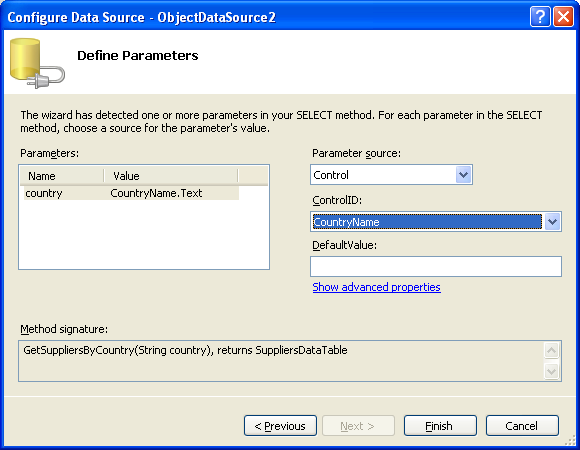 Configure Data Source - ObjectDataSource2
Define Parameters
The wizard has detected one or more parameters in your SELECT method. For each parameter in the SELECT
method, choose a source for the parameter's value.
Parameters:
Name Value
country CountryName.Text
Parameter source:
Control
ControlID:
CountryName
DefaultValue:
Show advanced properties
Method signature:
GetSuppliersByCountry(String country), returns SuppliersDataTable
< Previous Next > Finish Cancel